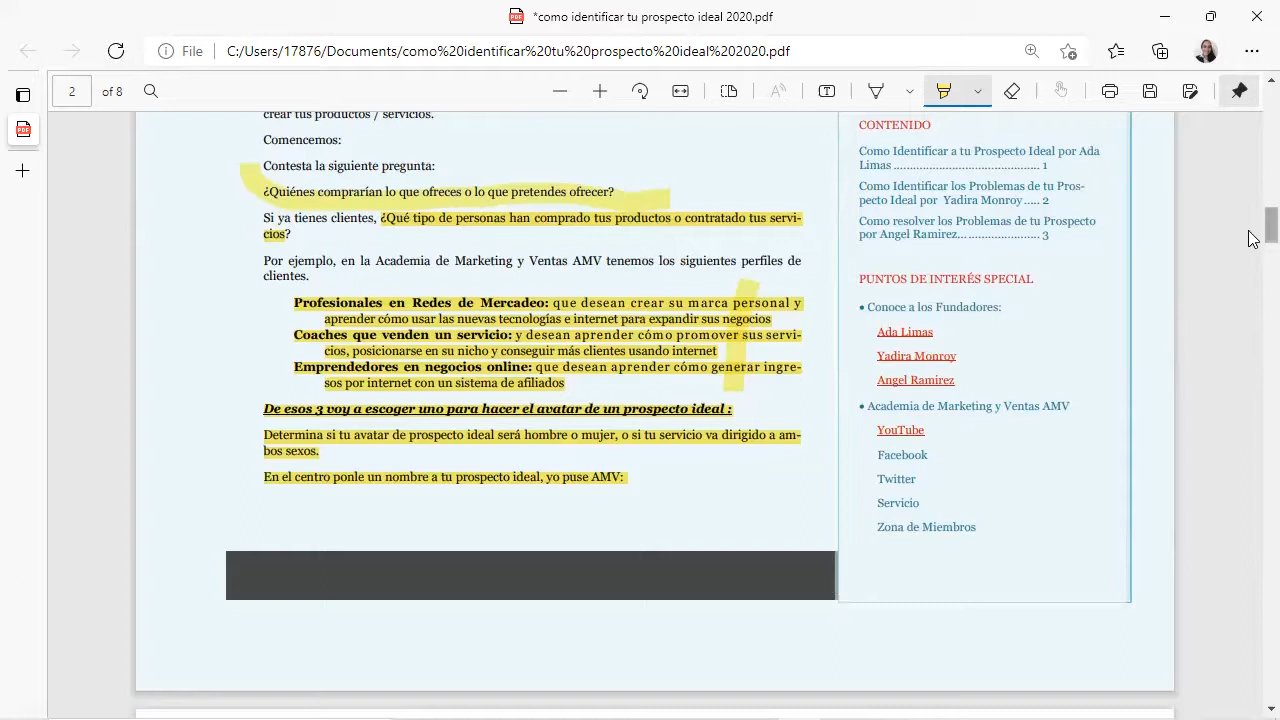 *como identificar tu prospecto ideal 2020.pdf
File
C:/Users/17876/Documents/como%20identificar%20tu%20prospecto%20ideal%202020.pdf
2 of 8
crear tus productos / servicios.
Comencemos:
Contesta la siguiente pregunta:
¿Quiénes comprarían lo que ofreces o lo que pretendes ofrecer?
Si ya tienes clientes, ¿Qué tipo de personas han comprado tus productos o contratado tus servi-
cios?
Por ejemplo, en la Academia de Marketing y Ventas AMV tenemos los siguientes perfiles de
clientes.
Profesionales en Redes de Mercadeo: que desean crear su marca personal y
aprender cómo usar las nuevas tecnologías e internet para expandir sus negocios
Coaches que venden un servicio: y desean aprender cómo promover sus servi-
cios, posicionarse en su nicho y conseguir más clientes usando internet
Emprendedores en negocios online: que desean aprender cómo generar ingre-
sos por internet con un sistema de afiliados
De esos 3 voy a escoger uno para hacer el avatar de un prospecto ideal :
Determina si tu avatar de prospecto ideal será hombre o mujer, o si tu servicio va dirigido a am-
bos sexos.
En el centro ponle un nombre a tu prospecto ideal, yo puse AMV:
CONTENIDO
Como Identificar a tu Prospecto Ideal por Ada
Limas ........................................... 1
Como Identificar los Problemas de tu Pros-
pecto Ideal por Yadira Monroy..... 2
Como resolver los Problemas de tu Prospecto
por Angel Ramirez........................ 3
PUNTOS DE INTERÉS SPECIAL
• Conoce a los Fundadores:
Ada Limas
Yadira Monroy
Angel Ramirez
• Academia de Marketing y Ventas AMV
YouTube
Facebook
Twitter
Servicio
Zona de Miembros